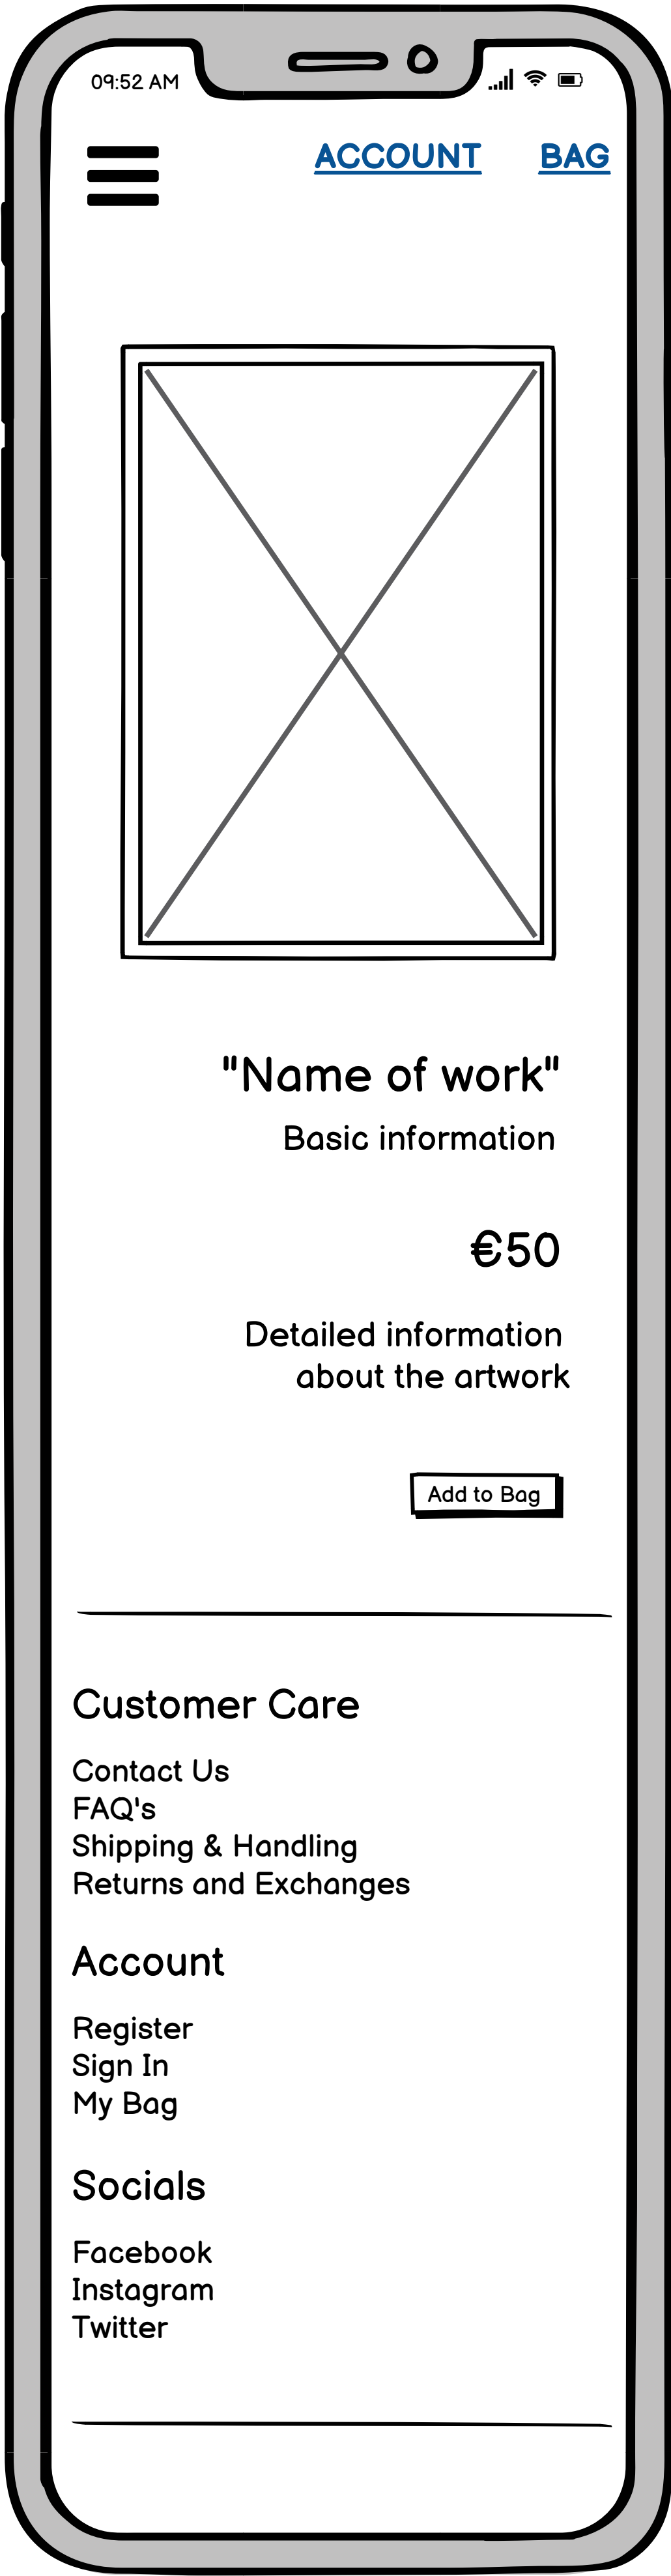 09:52 AM
ACCOUNT BAG
"Name of work"
Basic information
€50
Detailed information
about the artwork
Add to Bag
Customer Care
Contact Us
FAQ's
Shipping & Handling
Returns and Exchanges
Account
Register
Sign In
My Bag
Socials
Facebook
Instagram
Twitter